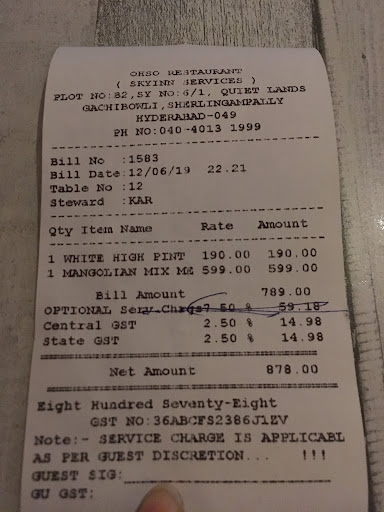 OHSO RESTAURANT
( SKYINN SERVICES )
PLOT NO:82,SY NO:6/1, QUIET LANDS
GACHIBOWLI,SHERLINGAMPALLY
HYDERABAD-049
PH NO:040-4013 1999
Bill No :1583
Bill Date:12/06/19 22.21
Table No :12
Steward :KAR
Qty Item Name Rate Amount
1 WHITE HIGH PINT 190.00 190.00
1 MANGOLIAN MIX ME 599.00 599.00
Bill Amount 789.00
OPTIONAL Serv.Chrgs7.50 % 59.18
Central GST 2.50 % 14.98
State GST 2.50 % 14.98
Net Amount 878.00
Eight Hundred Seventy-Eight
GST NO:36ABCFS2386J1ZV
Note:- SERVICE CHARGE IS APPLICABL
AS PER GUEST DISCRETION... !!!
GUEST SIG:
GU GST: